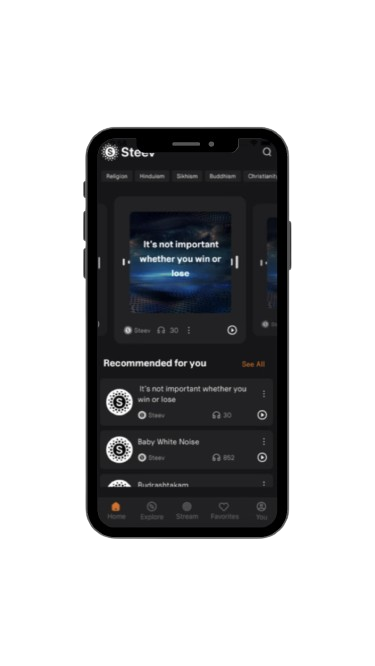 Steev
Religion Hinduism Sikhism Buddhism Christianity
It's not important
whether you win or
lose
Steev 30
Recommended for you See All
It's not important whether you
win or lose
Steev 30
Baby White Noise
Steev 852
Rudrashtakam
Home Explore Stream Favorites You